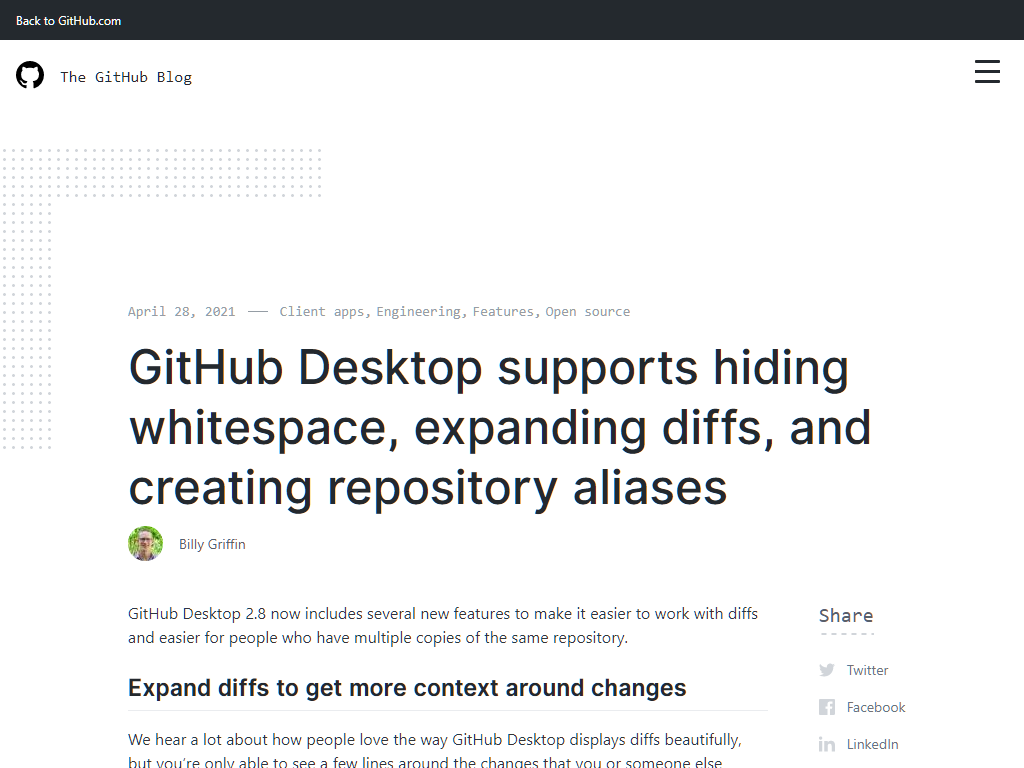 Back to GitHub.com
The GitHub Blog
April 28, 2021 — Client apps, Engineering, Features, Open source
GitHub Desktop supports hiding
whitespace, expanding diffs, and
creating repository aliases
Billy Griffin
GitHub Desktop 2.8 now includes several new features to make it easier to work with diffs
and easier for people who have multiple copies of the same repository.
Expand diffs to get more context around changes
We hear a lot about how people love the way GitHub Desktop displays diffs beautifully,
but you’re only able to see a few lines around the changes that you or someone else
Share
Twitter
Facebook
LinkedIn